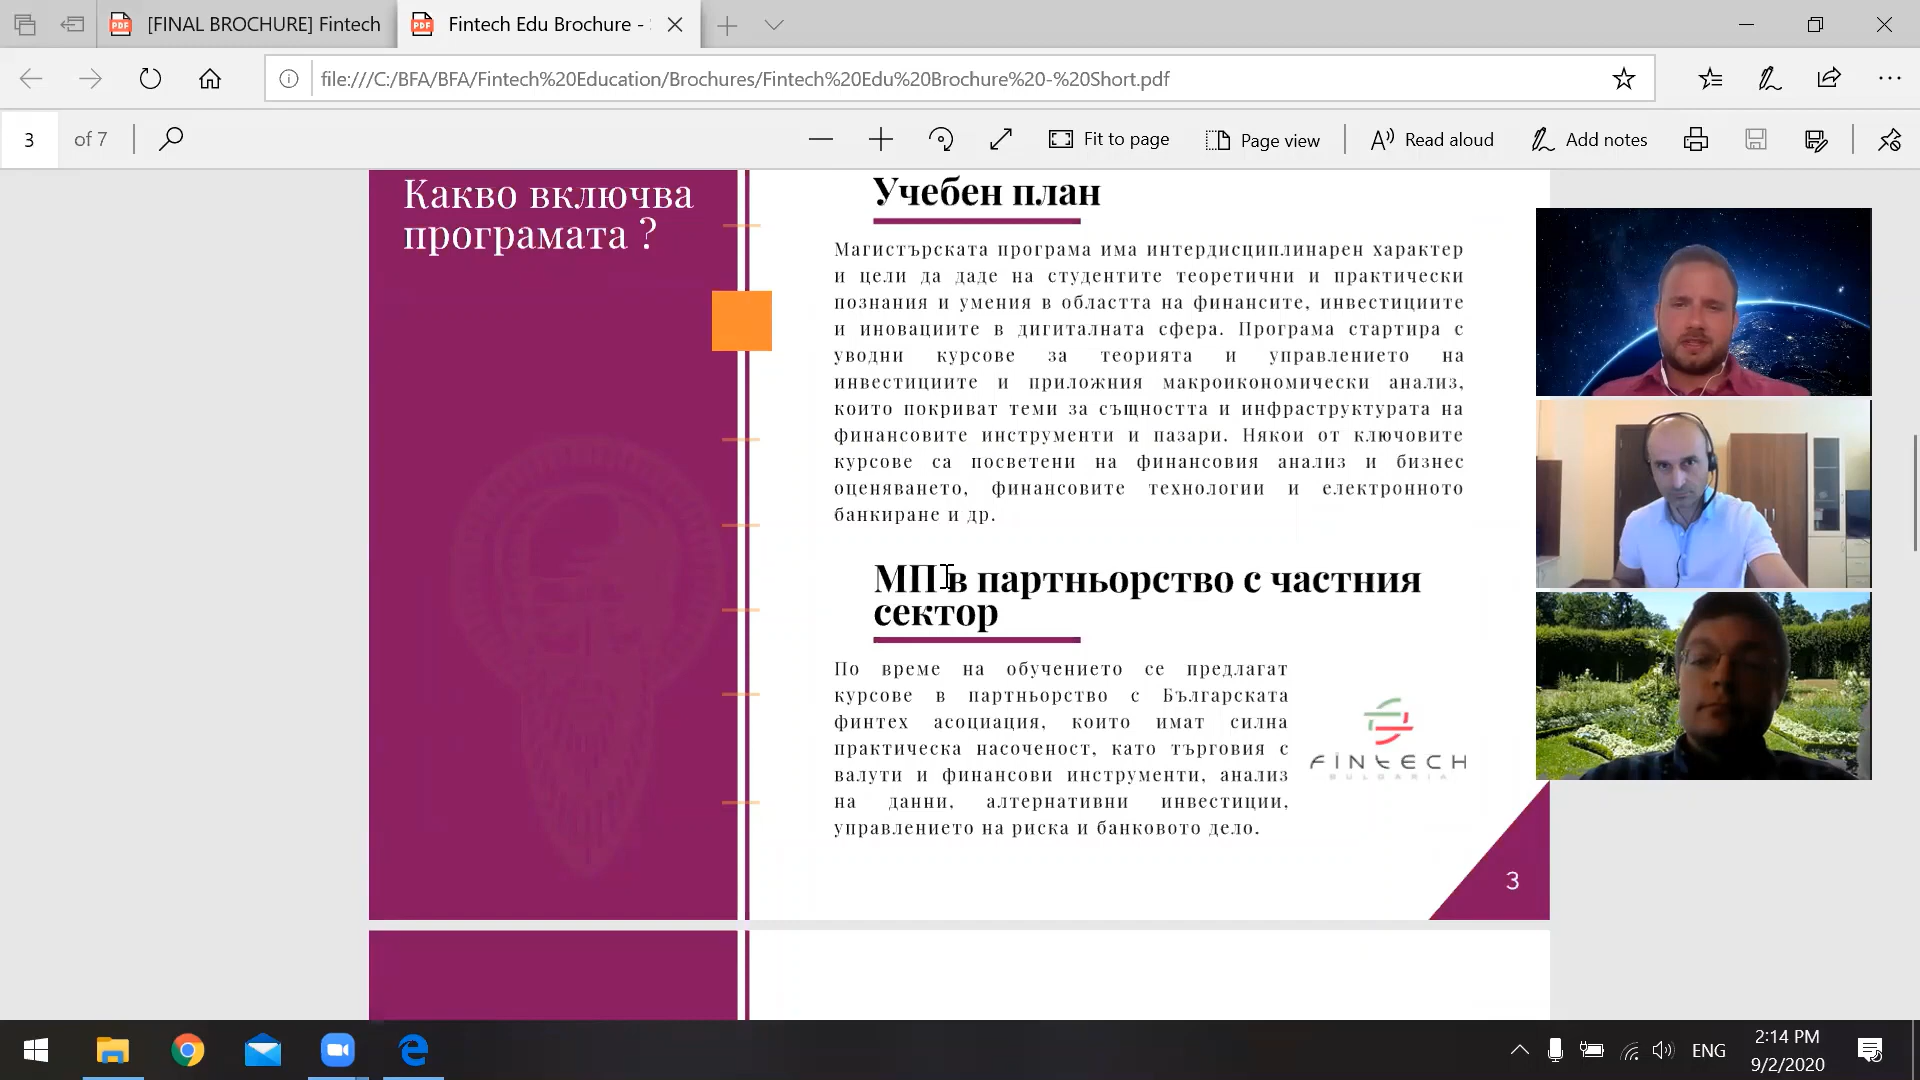 [FINAL BROCHURE] Fintech
Fintech Edu Brochure -
file:///C:/BFA/BFA/Fintech%20Education/Brochures/Fintech%20Edu%20Brochure%20-%20Short.pdf
3 of 7
Fit to page
Page view
Read aloud
Add notes
Какво включва
програмата ?
Учебен план
Магистърската програма има интердисциплинарен характер
и цели да даде на студентите теоретични и практически
познания и умения в областта на финансите, инвестициите
и иновациите в дигиталната сфера. Програма стартира с
уводни курсове за теорията и управлението на
инвестициите и приложния макроикономически анализ,
които покриват теми за същността и инфраструктурата на
финансовите инструменти и пазари. Някои от ключовите
курсове са посветени на финансовия анализ и бизнес
оценяването, финансовите технологии и електронното
банкиране и др.
МП в партньорство с частния
сектор
По време на обучението се предлагат
курсове в партньорство с Българската
финтех асоциация, които имат силна
практическа насоченост, като търговия с
валути и финансови инструменти, анализ
на данни, алтернативни инвестиции,
управлението на риска и банковото дело.
FINTECH
BULGARIA
3
ENG
2:14 PM
9/2/2020